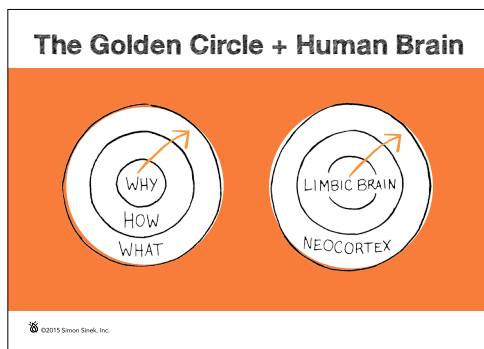 The Golden Circle + Human Brain
WHY
HOW
WHAT
LIMBIC BRAIN
NEOCORTEX
©2015 Simon Sinek, Inc.